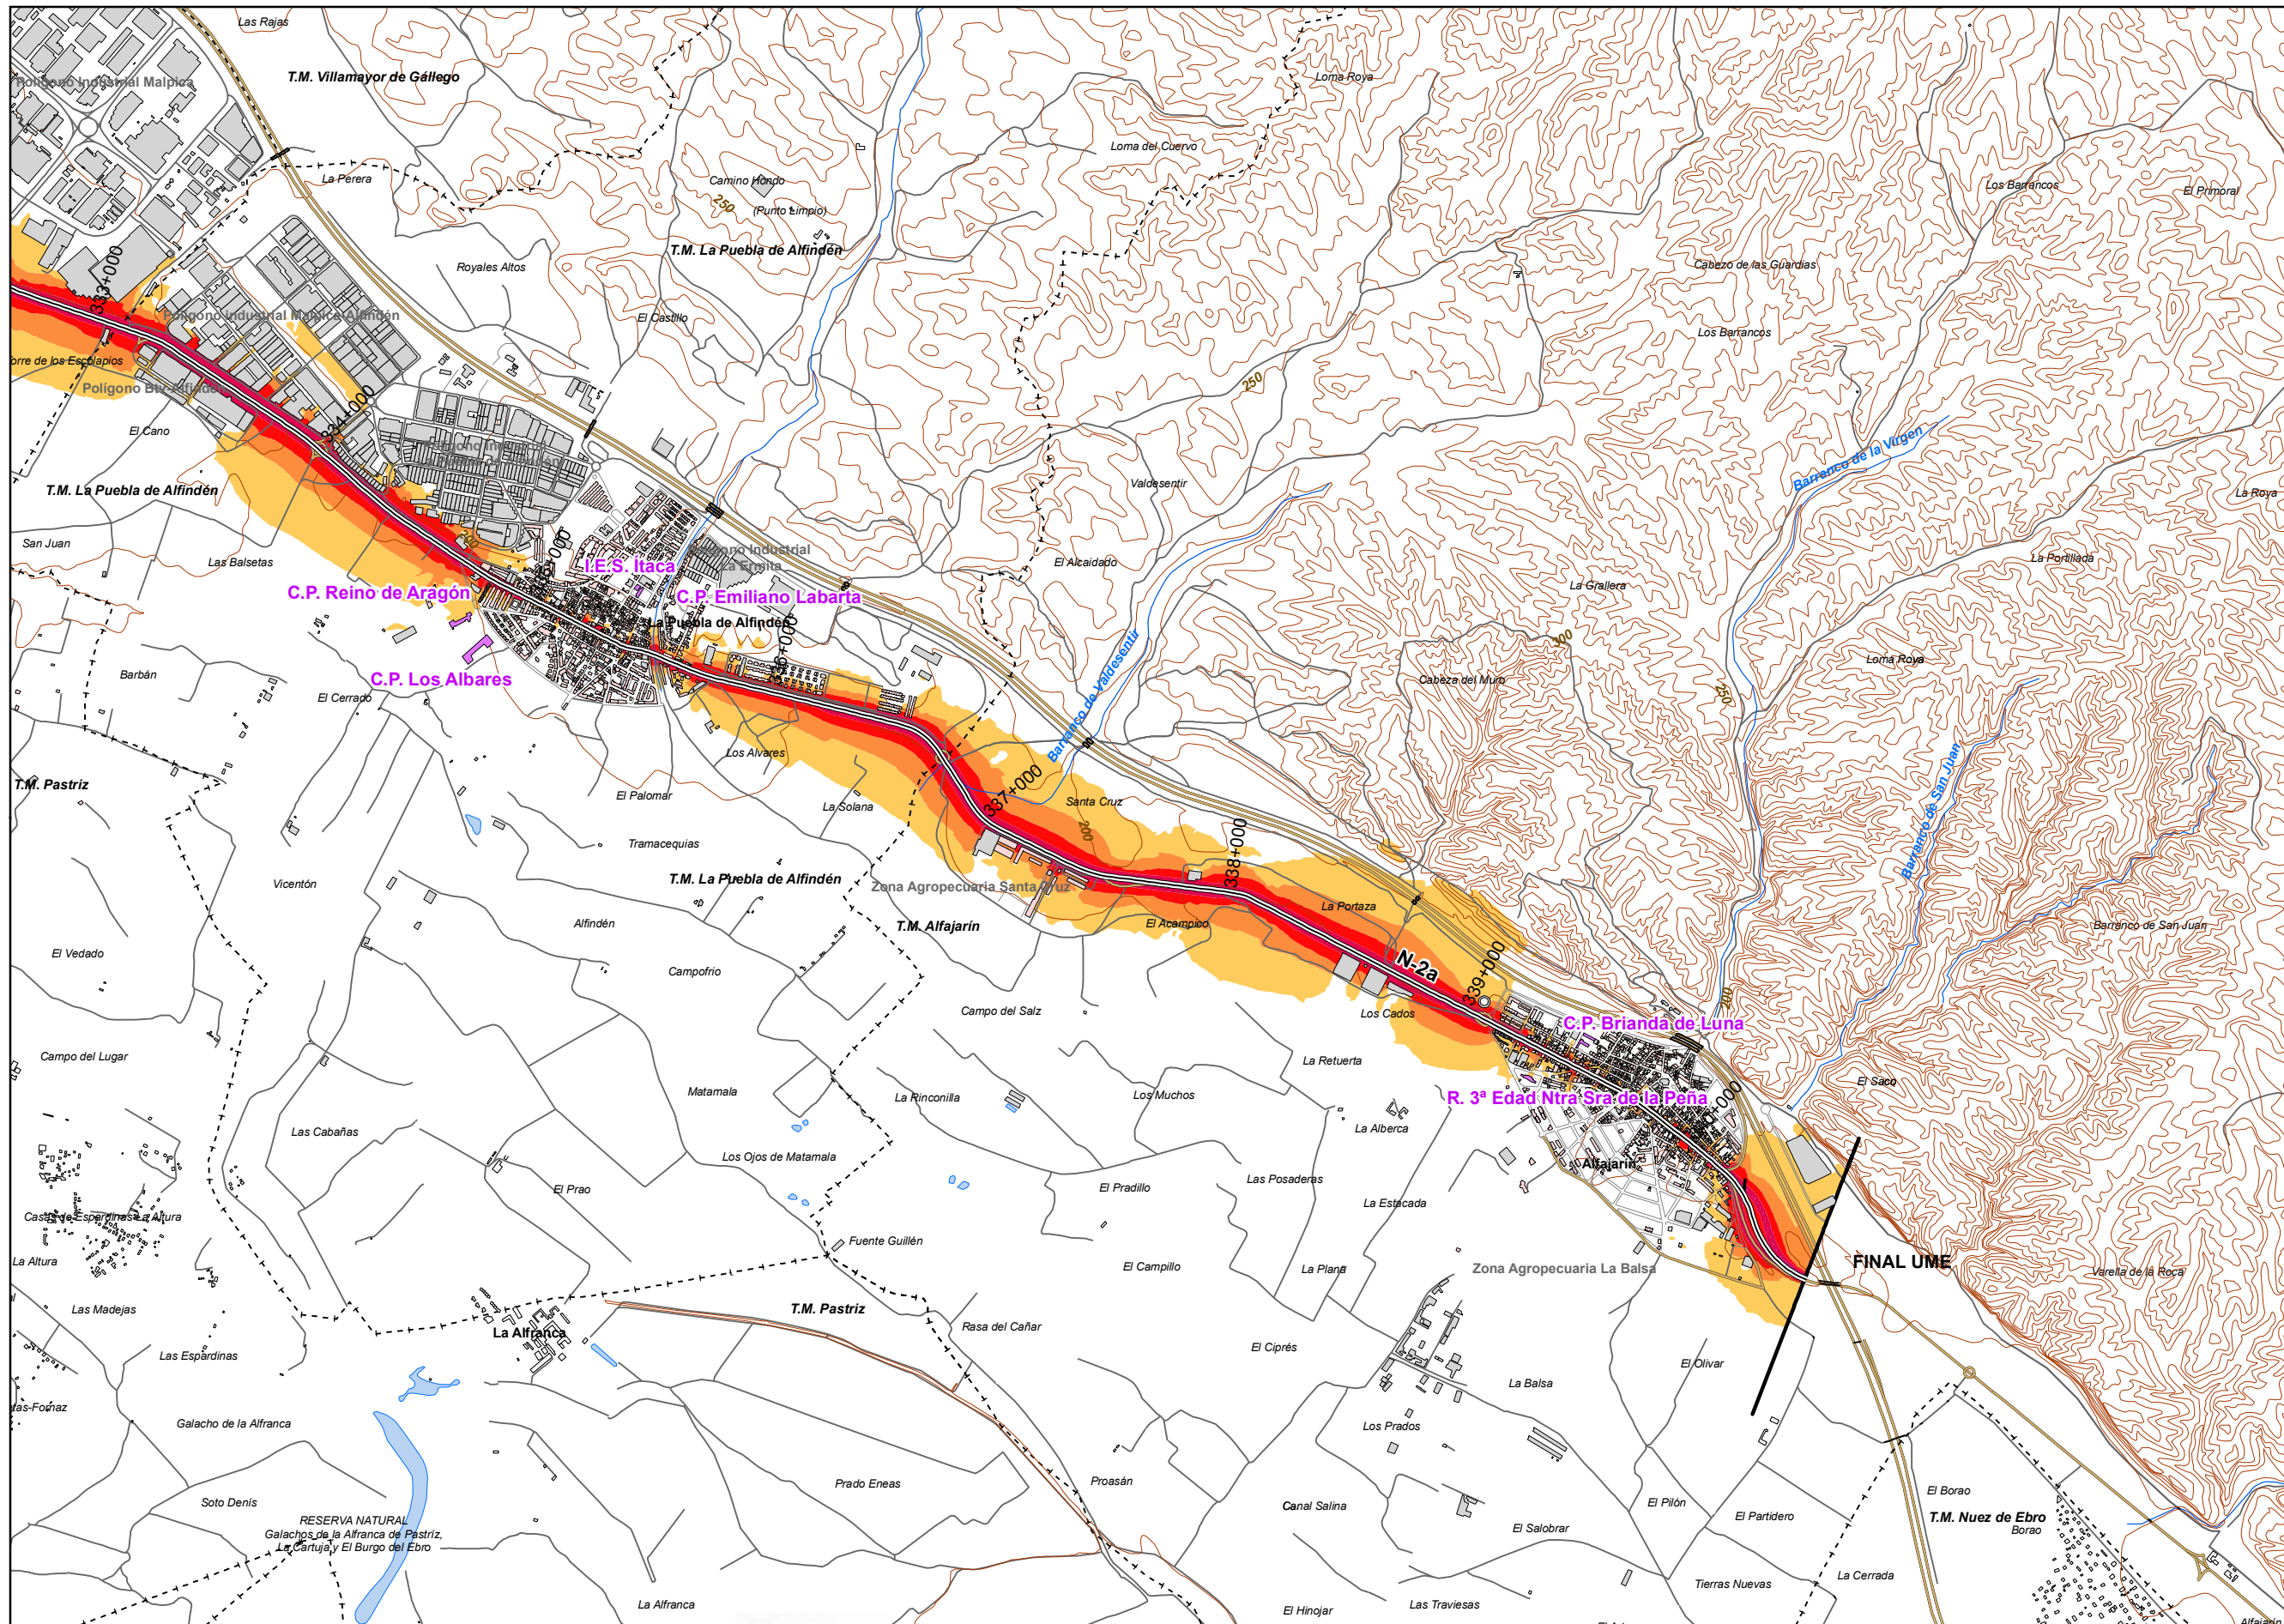 Las Rajas
T.M. Villamayor de Gállego
Polígono Industrial Malpica
Loma Roya
Loma del Cuervo
La Perera
Camino Hondo
250
(Punto Limpio)
Los Barrancos
El Primoral
T.M. La Puebla de Alfindén
Royales Altos
Cabezo de las Guardias
333+000
Polígono Industrial Malpica-Alfindén
El Castillo
Los Barrancos
Torre de los Escolapios
Polígono Btv-Alfindén
250
334+000
El Cano
Barranco de la Virgen
T.M. La Puebla de Alfindén
Valdesentir
La Roya
San Juan
Las Balsetas
200
Polígono Industrial
La Ermita
I.E.S. Itaca
El Alcaidado
La Portillada
La Grallera
C.P. Reino de Aragón
C.P. Emiliano Labarta
La Puebla de Alfindén
336+000
300
Loma Roya
Barbán
C.P. Los Albares
El Cerrado
Cabeza del Muro
250
Barranco de Valdesentir
Los Alvares
T.M. Pastriz
El Palomar
La Solana
337+000
Santa Cruz
200
Barranco de San Juan
Tramacequias
338+000
Vicentón
T.M. La Puebla de Alfindén
Zona Agropecuaria Santa Cruz
La Portaza
Alfindén
T.M. Alfajarín
El Acampico
Barranco de San Juan
El Vedado
Campofrio
N-2a
339+000
200
Campo del Salz
Los Cados
C.P. Brianda de Luna
Campo del Lugar
La Retuerta
El Saco
Matamala
La Rinconilla
Los Muchos
R. 3ª Edad Ntra Sra de la Peña
Las Cabañas
La Alberca
Los Ojos de Matamala
Alfajarín
El Prao
El Pradillo
Las Posaderas
La Estacada
Casas de Espardinas-La Altura
Fuente Guillén
La Altura
El Campillo
La Plana
Zona Agropecuaria La Balsa
FINAL UME
Varella de la Roca
Las Madejas
T.M. Pastriz
La Alfranca
Rasa del Cañar
Las Espardinas
El Ciprés
El Olivar
La Balsa
Galacho de la Alfranca
Los Prados
Prado Eneas
Proasán
Soto Denis
Canal Salina
El Pilón
El Borao
RESERVA NATURAL
Galachos de la Alfranca de Pastriz,
La Cartuja y El Burgo del Ebro
El Salobrar
El Partidero
T.M. Nuez de Ebro
Borao
Tierras Nuevas
La Cerrada
La Alfranca
El Hinojar
Las Traviesas